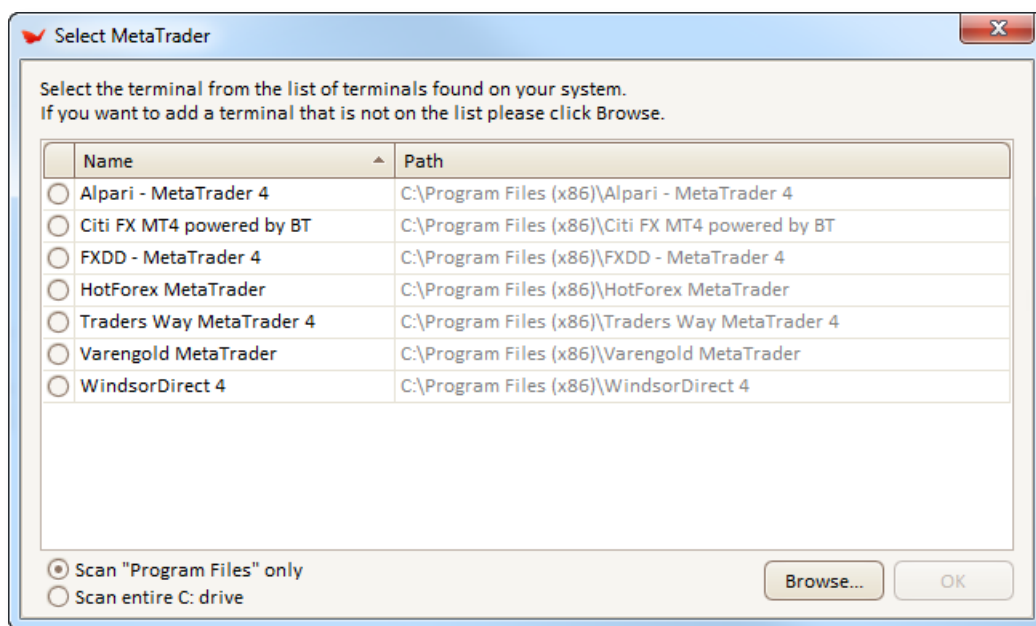 Select MetaTrader
Select the terminal from the list of terminals found on your system.
If you want to add a terminal that is not on the list please click Browse.
Name Path
Alpari - MetaTrader 4 C:\Program Files (x86)\Alpari - MetaTrader 4
Citi FX MT4 powered by BT C:\Program Files (x86)\Citi FX MT4 powered by BT
FXDD - MetaTrader 4 C:\Program Files (x86)\FXDD - MetaTrader 4
HotForex MetaTrader C:\Program Files (x86)\HotForex MetaTrader
Traders Way MetaTrader 4 C:\Program Files (x86)\Traders Way MetaTrader 4
Varengold MetaTrader C:\Program Files (x86)\Varengold MetaTrader
WindsorDirect 4 C:\Program Files (x86)\WindsorDirect 4
Scan "Program Files" only
Scan entire C: drive
Browse... OK